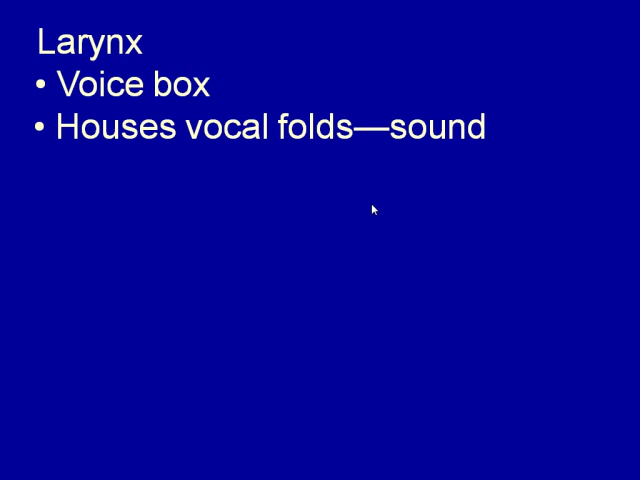 Larynx
• Voice box
• Houses vocal folds—sound